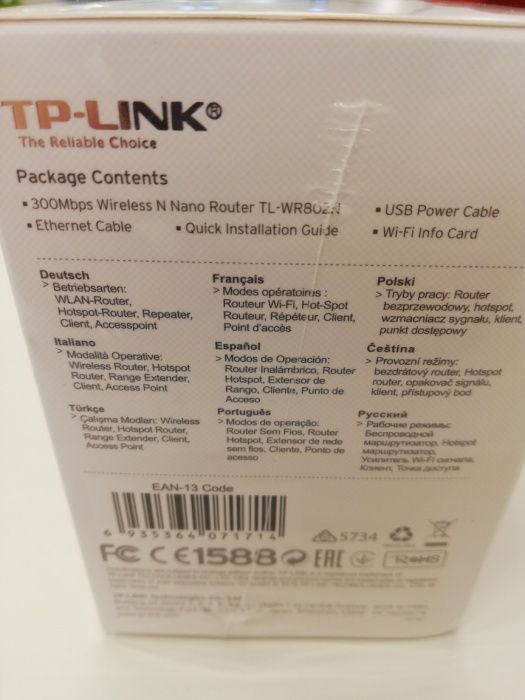 TP-LINK®
The Reliable Choice
Package Contents
▪ 300Mbps Wireless N Nano Router TL-WR802N
▪ USB Power Cable
▪ Ethernet Cable
▪ Quick Installation Guide
▪ Wi-Fi Info Card
Deutsch
> Betriebsarten:
WLAN-Router,
Hotspot-Router, Repeater,
Client, Accesspoint
Français
> Modes opératoires :
Routeur Wi-Fi, Hot-Spot
Routeur, Répéteur, Client,
Point d'accès
Polski
> Tryby pracy: Router
bezprzewodowy, hotspot,
wzmacniacz sygnału, klient,
punkt dostępowy
Italiano
> Modalità Operative:
Wireless Router, Hotspot
Router, Range Extender,
Client, Access Point
Español
> Modos de Operación:
Router Inalámbrico, Router
Hotspot, Extensor de
Rango, Cliente, Punto de
Acceso
Čeština
> Provozní režimy:
bezdrátový router, Hotspot
router, opakovač signálu,
klient, přístupový bod
Türkçe
> Çalışma Modları: Wireless
Router, Hotspot Router,
Range Extender, Client,
Access Point
Português
> Modos de operação:
Router Sem Fios, Router
Hotspot, Extensor de rede
sem fios, Cliente, Ponto de
acesso
Русский
> Рабочие режимы:
Беспроводной
маршрутизатор, Hotspot
маршрутизатор,
Усилитель Wi-Fi сигнала,
Клиент, Точка доступа
EAN-13 Code
6 935364 071714
5734
FC CE1588 EAC RoHS
TP-LINK Technologies Co., Ltd.